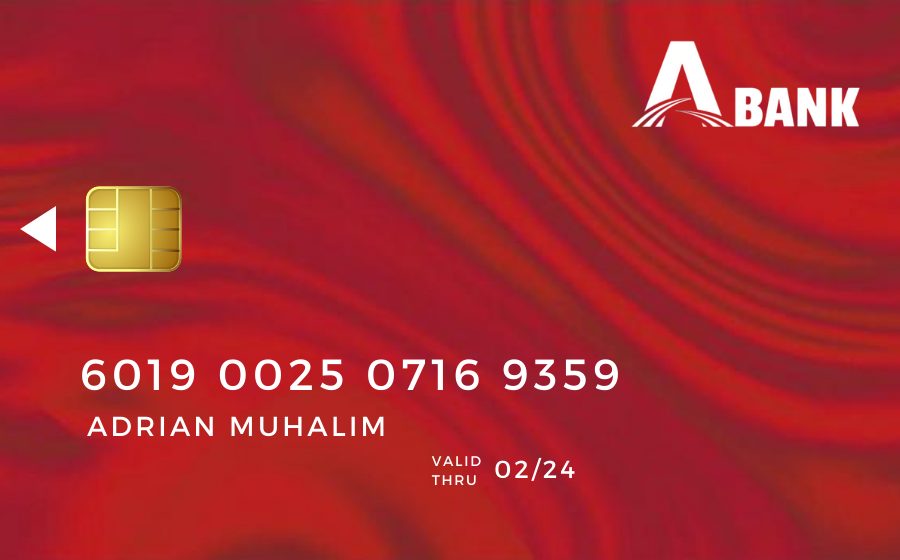 A BANK
6019 0025 0716 9359
ADRIAN MUHALIM
VALID
THRU 02/24